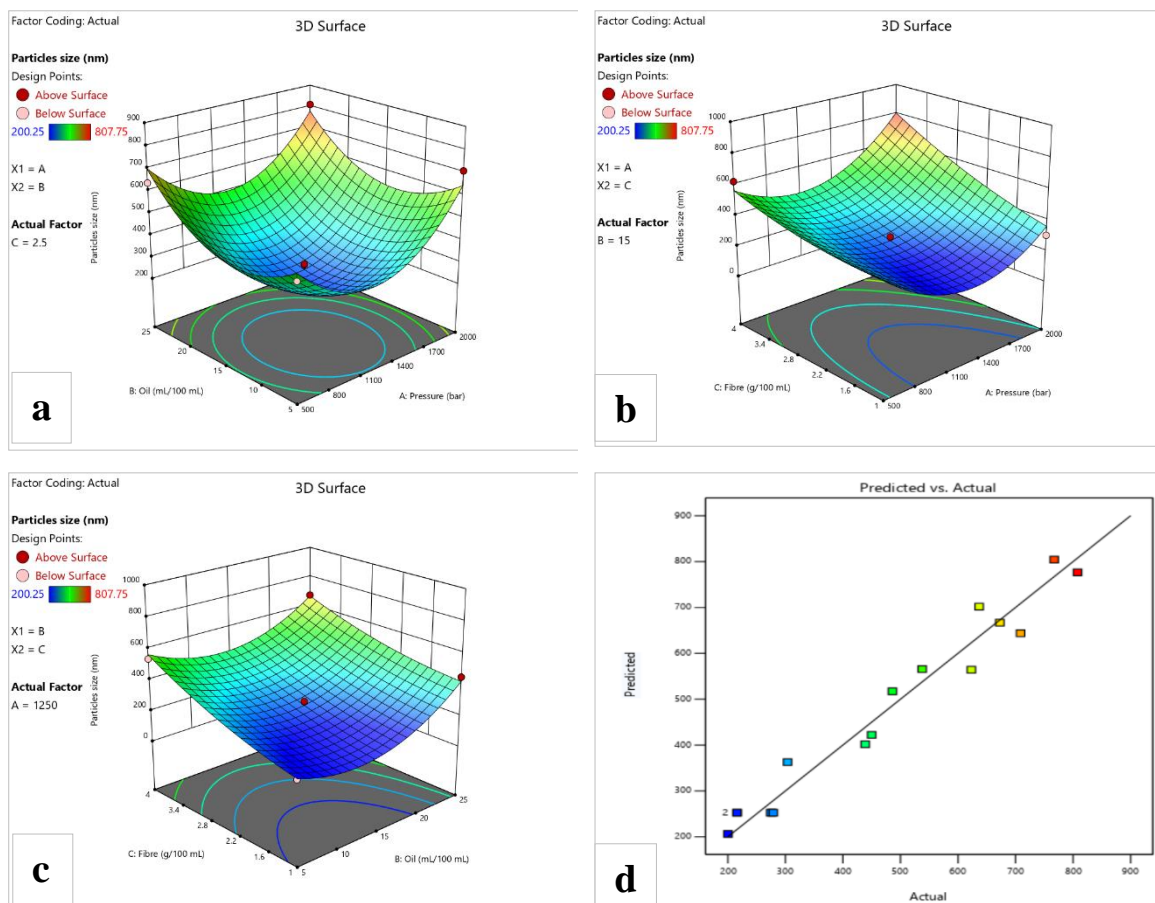 Factor Coding: Actual
3D Surface
Particles size (nm)
Design Points:
Above Surface
Below Surface
200.25 807.75
X1 = A
X2 = B
Actual Factor
C = 2.5
Particles size (nm)
900
800
700
600
500
400
300
200
25
20
15
10
5
500
800
1100
1400
1700
2000
B: Oil (mL/100 mL)
A: Pressure (bar)
a
Factor Coding: Actual
3D Surface
Particles size (nm)
Design Points:
Above Surface
Below Surface
200.25 807.75
X1 = A
X2 = C
Actual Factor
B = 15
Particles size (nm)
1000
800
600
400
200
0
4
3.4
2.8
2.2
1.6
1
500
800
1100
1400
1700
2000
C: Fibre (g/100 mL)
A: Pressure (bar)
b
Factor Coding: Actual
3D Surface
Particles size (nm)
Design Points:
Above Surface
Below Surface
200.25 807.75
X1 = B
X2 = C
Actual Factor
A = 1250
Particles size (nm)
1000
800
600
400
200
0
4
3.4
2.8
2.2
1.6
1
5
10
15
20
25
C: Fibre (g/100 mL)
B: Oil (mL/100 mL)
c
Predicted vs. Actual
Predicted
900
800
700
600
500
400
300
200
2
200 300 400 500 600 700 800 900
Actual
d